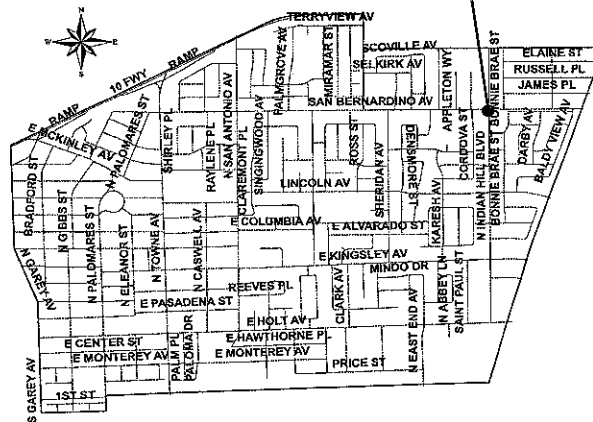 N
W
E
S
TERRYVIEW AV
SCOVILLE AV
SELKIRK AV
ELAINE ST
RUSSELL PL
JAMES PL
SAN BERNARDINO AV
RAMP
10 FWY
RAMP
E MCKINLEY AV
N PALOMARES ST
SHIRLEY PL
RAYLENE PL
N SAN ANTONIO AV
CLAREMONT PL
SINGINGWOOD AV
PALMGROVE AV
MIRAMAR ST
ROSS ST
SHERIDAN AV
DENSMORE ST
APPLETON WY
CORDOVA ST
N INDIAN HILL BLVD
BONNIE BRAE ST
BONNIE BRAE ST
DARBY AV
BALDY VIEW AV
LINCOLN AV
BRADFORD ST
N GIBBS ST
N PALOMARES ST
N ELEANOR ST
N TOWNE AV
N CASWELL AV
E COLUMBIA AV
E ALVARADO ST
KARESH AV
E KINGSLEY AV
MINDO DR
N GAREY AV
REEVES PL
CLARK AV
N ABBEY LN
SAINT PAUL ST
E PASADENA ST
E HOLT AV
E CENTER ST
E HAWTHORNE PL
E MONTEREY AV
E MONTEREY AV
PALM PL
PALOMA DR
N EAST END AV
PRICE ST
1ST ST
S GAREY AV